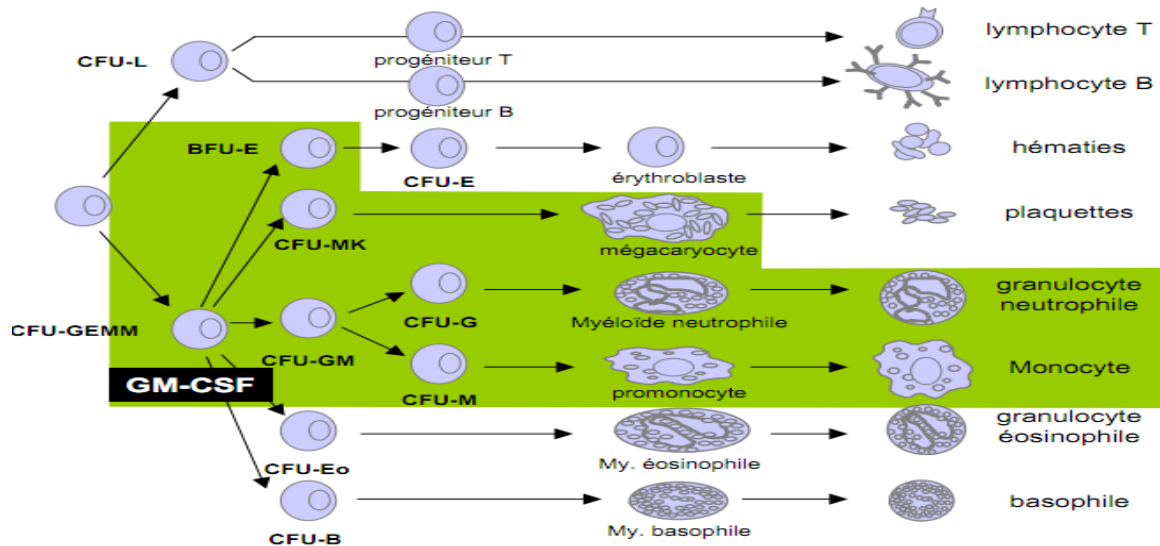 lymphocyte T
CFU-L
progéniteur T
lymphocyte B
progéniteur B
BFU-E
hématies
CFU-E
érythroblaste
plaquettes
CFU-MK
mégacaryocyte
granulocyte
neutrophile
CFU-G
Myéloïde neutrophile
CFU-GEMM
CFU-GM
Monocyte
GM-CSF
CFU-M
promonocyte
granulocyte
éosinophile
CFU-Eo
My. éosinophile
basophile
CFU-B
My. basophile